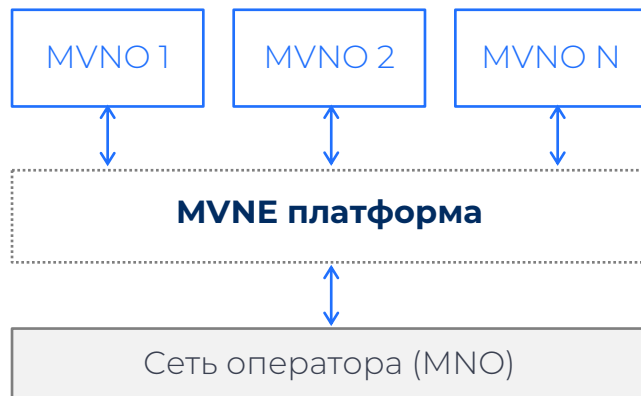 MVNO 1
MVNO 2
MVNO N
MVNE платформа
Сеть оператора (MNO)